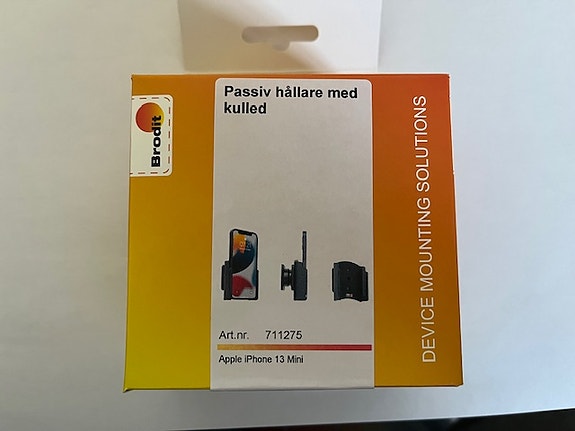 Passiv hållare med
kulled
Brodit
DEVICE MOUNTING SOLUTIONS
Art.nr. 711275
Apple iPhone 13 Mini